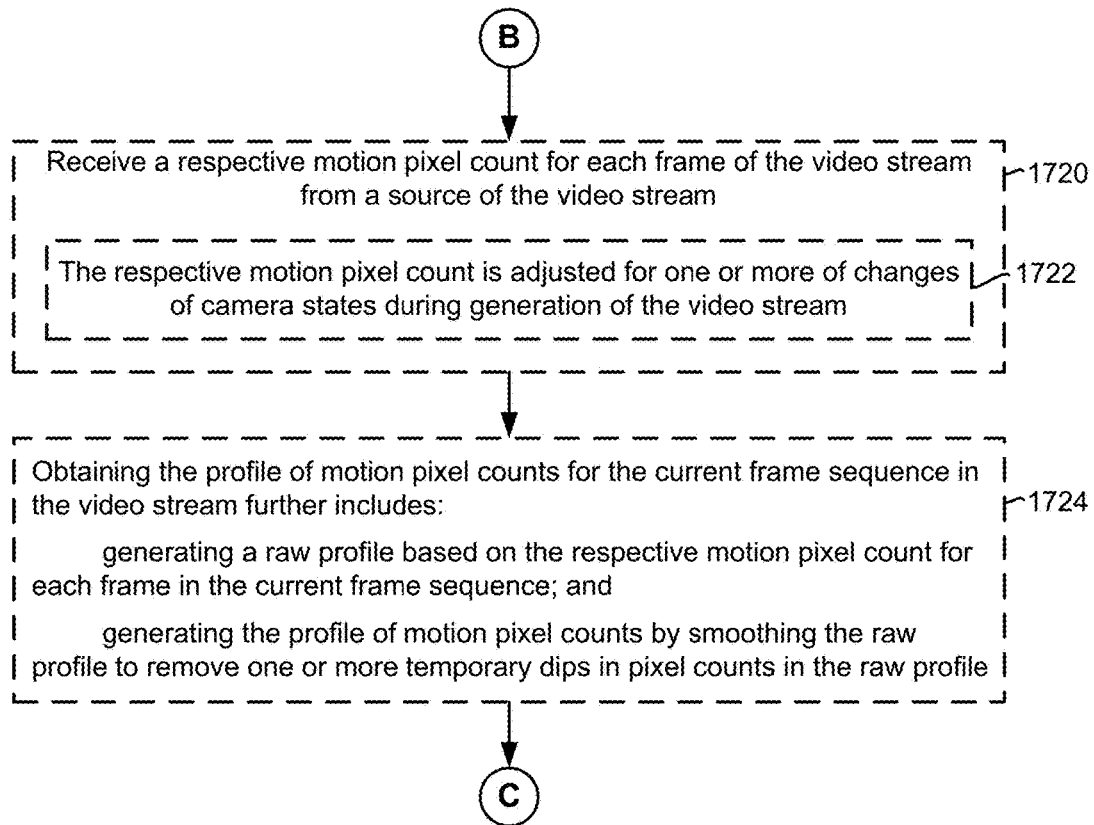 B
Receive a respective motion pixel count for each frame of the video stream
from a source of the video stream
1720
The respective motion pixel count is adjusted for one or more of changes
of camera states during generation of the video stream
1722
Obtaining the profile of motion pixel counts for the current frame sequence in
the video stream further includes:
1724
generating a raw profile based on the respective motion pixel count for
each frame in the current frame sequence; and
generating the profile of motion pixel counts by smoothing the raw
profile to remove one or more temporary dips in pixel counts in the raw profile
C